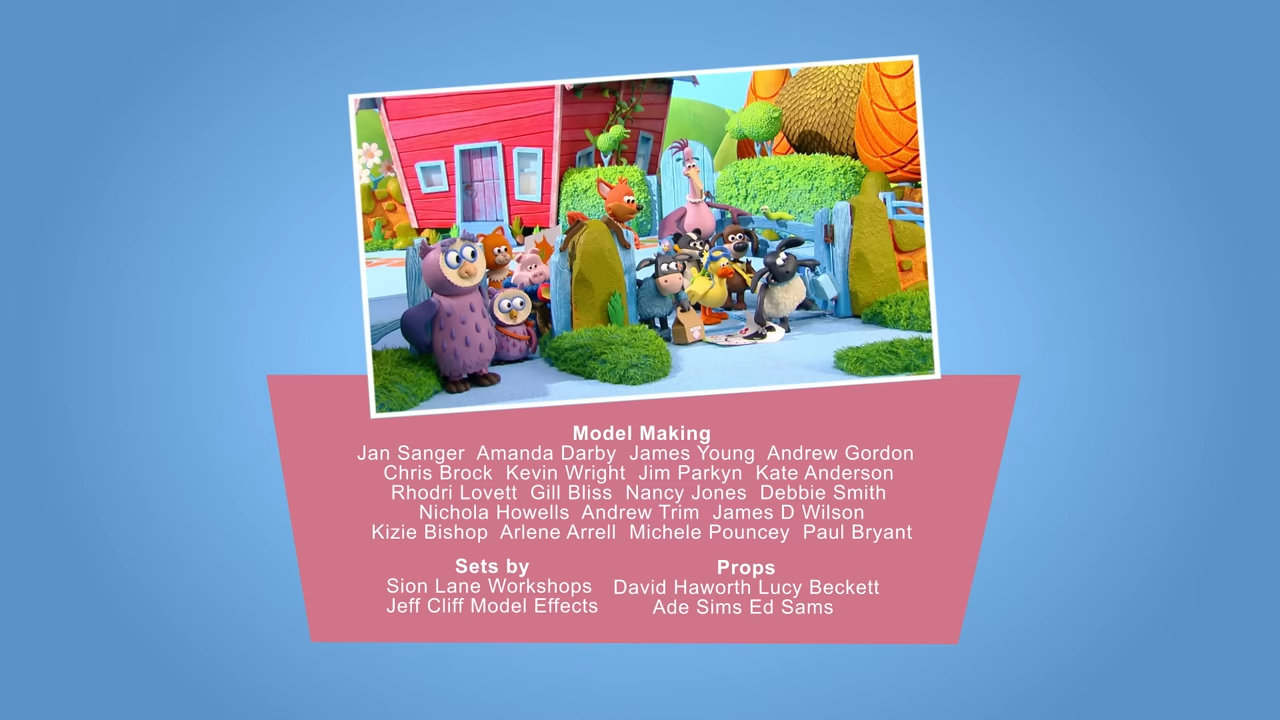 Model Making
Jan Sanger Amanda Darby James Young Andrew Gordon
Chris Brock Kevin Wright Jim Parkyn Kate Anderson
Rhodri Lovett Gill Bliss Nancy Jones Debbie Smith
Nichola Howells Andrew Trim James D Wilson
Kizie Bishop Arlene Arrell Michele Pouncey Paul Bryant
Sets by
Sion Lane Workshops
Jeff Cliff Model Effects
Props
David Haworth Lucy Beckett
Ade Sims Ed Sams